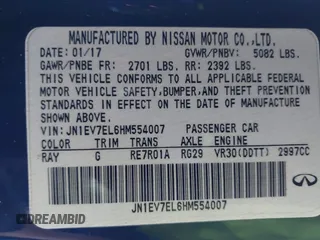 MANUFACTURED BY NISSAN MOTOR CO.,LTD.
DATE: 01/17 GVWR/PNBV: 5082 LBS.
GAWR/PNBE FR: 2701 LBS. RR: 2392 LBS.
THIS VEHICLE CONFORMS TO ALL APPLICABLE FEDERAL
MOTOR VEHICLE SAFETY,BUMPER,AND THEFT
PREVENTION STANDARDS IN EFFECT ON THE DATE OF
MANUFACTURE SHOWN ABOVE.
VIN:JN1EV7EL6HM554007 PASSENGER CAR
COLOR TRIM TRANS AXLE ENGINE
RAY G RE7R01A RG29 VR30(DDTT) 2997CC
JN1EV7EL6HM554007
INFINITI
DREAMBID